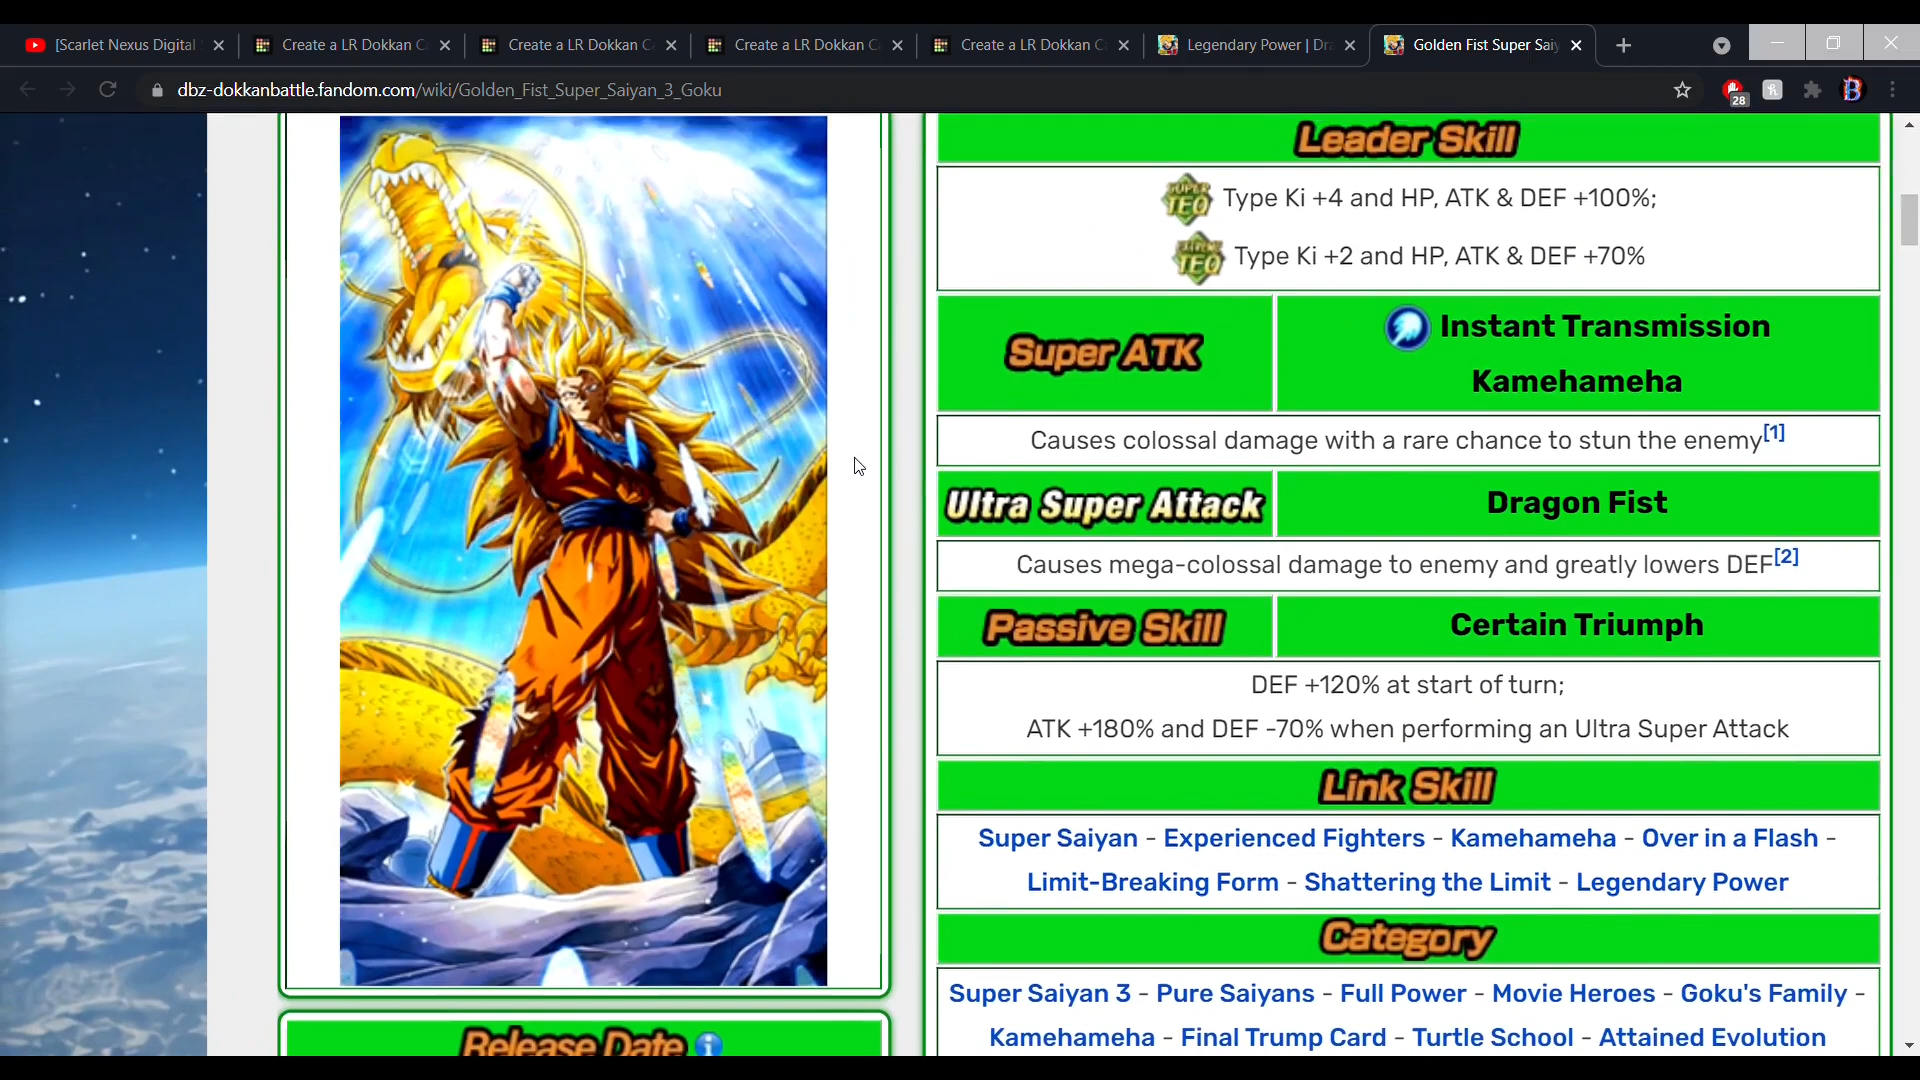 [Scarlet Nexus Digital
Create a LR Dokkan C
Create a LR Dokkan C
Create a LR Dokkan C
Create a LR Dokkan C
Legendary Power | Dra
Golden Fist Super Saiy
dbz-dokkanbattle.fandom.com/wiki/Golden_Fist_Super_Saiyan_3_Goku
28
Leader Skill
SUPER TEQ Type Ki +4 and HP, ATK & DEF +100%;
EXTREME TEQ Type Ki +2 and HP, ATK & DEF +70%
Super ATK
Instant Transmission
Kamehameha
Causes colossal damage with a rare chance to stun the enemy[1]
Ultra Super Attack
Dragon Fist
Causes mega-colossal damage to enemy and greatly lowers DEF[2]
Passive Skill
Certain Triumph
DEF +120% at start of turn;
ATK +180% and DEF -70% when performing an Ultra Super Attack
Link Skill
Super Saiyan - Experienced Fighters - Kamehameha - Over in a Flash -
Limit-Breaking Form - Shattering the Limit - Legendary Power
Category
Super Saiyan 3 - Pure Saiyans - Full Power - Movie Heroes - Goku's Family -
Kamehameha - Final Trump Card - Turtle School - Attained Evolution
Release Date